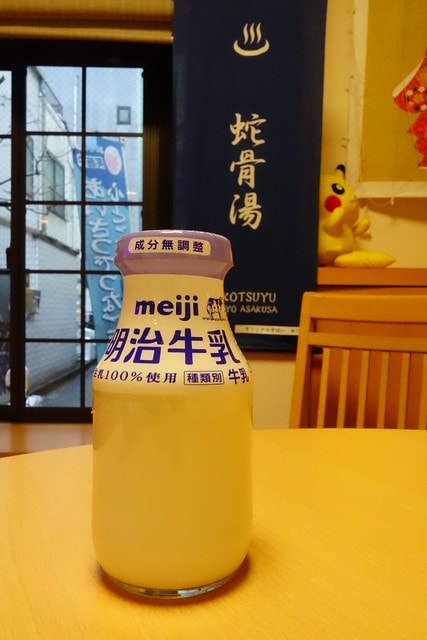 蛇骨湯
KOTSUYU
YO ASAKUSA
成分無調整
meiji
明治牛乳
乳100%使用
種類別
牛乳